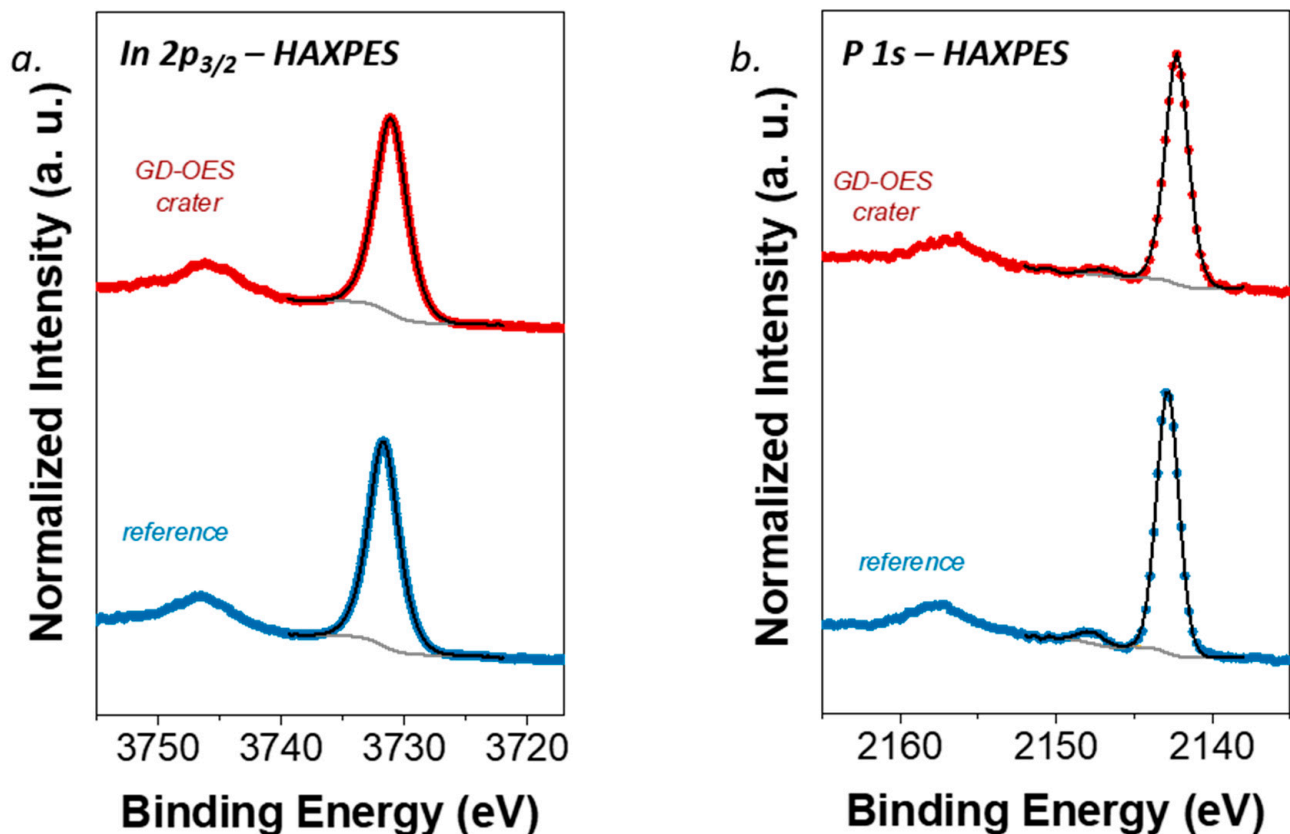 a.
In 2p3/2 – HAXPES
Normalized Intensity (a. u.)
GD-OES
crater
reference
3750 3740 3730 3720
Binding Energy (eV)
b.
P 1s – HAXPES
Normalized Intensity (a. u.)
GD-OES
crater
reference
2160 2150 2140
Binding Energy (eV)